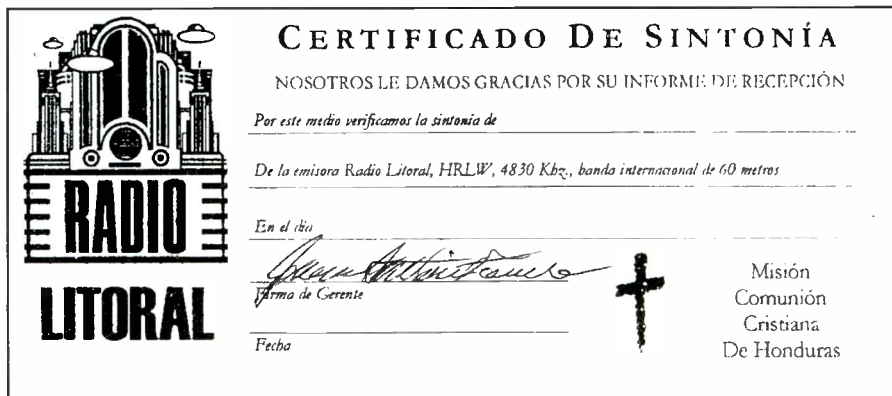 RADIO
LITORAL
CERTIFICADO DE SINTONÍA
NOSOTROS LE DAMOS GRACIAS POR SU INFORME DE RECEPCIÓN
Por este medio verificamos la sintonía de
De la emisora Radio Litoral, HRLW, 4830 Khz., banda internacional de 60 metros
En el día
Firma de Gerente
Fecha
Misión
Comunión
Cristiana
De Honduras